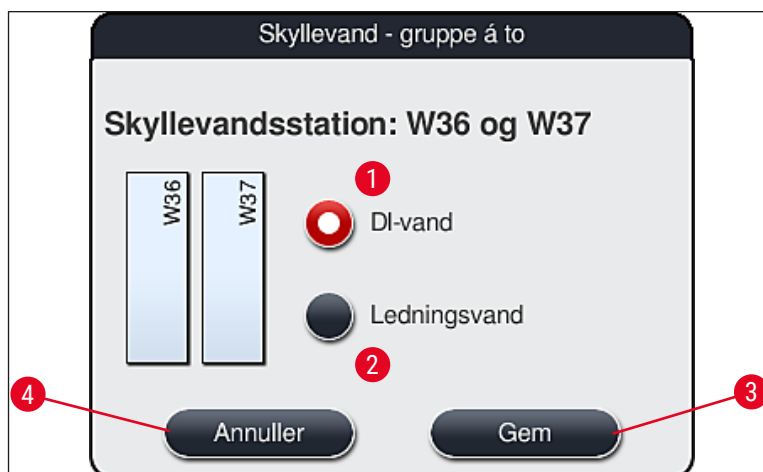 Skyllevand - gruppe á to
Skyllevandsstation: W36 og W37
W36
W37
1
DI-vand
Ledningsvand
2
4
Annuller
Gem
3